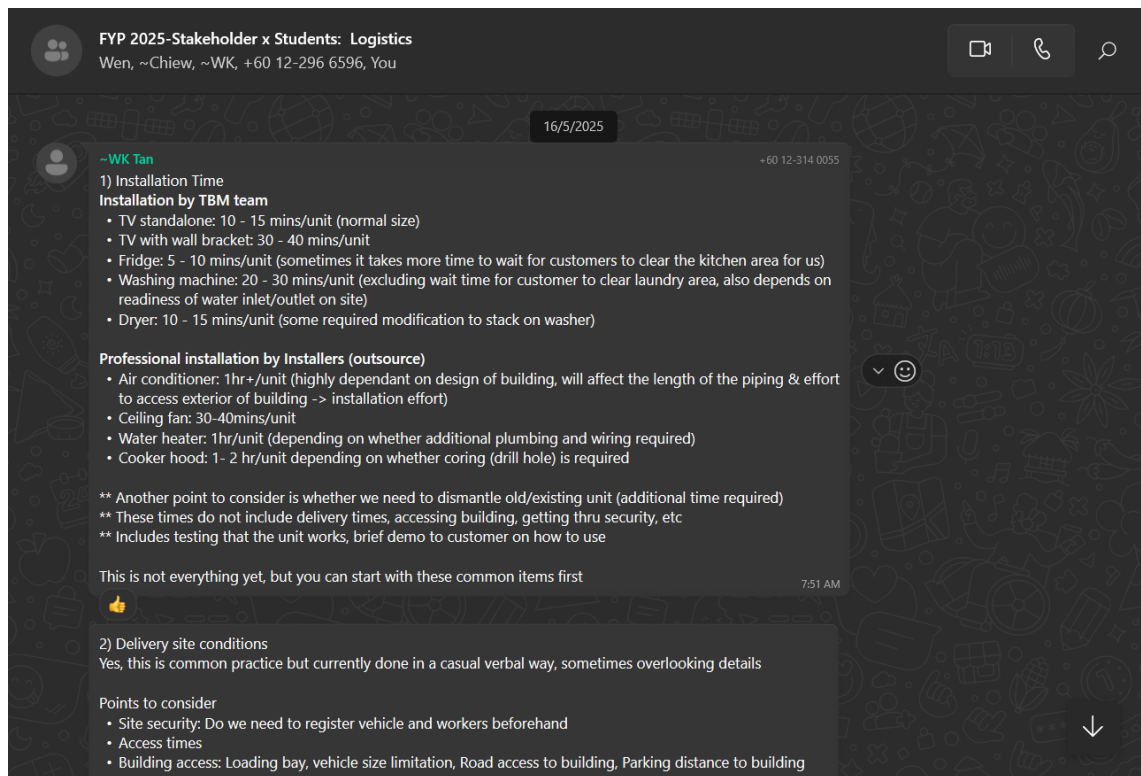 FYP 2025-Stakeholder x Students:  Logistics
Wen, ~Chiew, ~WK, +60 12-296 6596, You
16/5/2025
~WK Tan
+60 12-314 0055
1) Installation Time
Installation by TBM team
• TV standalone: 10 - 15 mins/unit (normal size)
• TV with wall bracket: 30 - 40 mins/unit
• Fridge: 5 - 10 mins/unit (sometimes it takes more time to wait for customers to clear the kitchen area for us)
• Washing machine: 20 - 30 mins/unit (excluding wait time for customer to clear laundry area, also depends on
readiness of water inlet/outlet on site)
• Dryer: 10 - 15 mins/unit (some required modification to stack on washer)
Professional installation by Installers (outsource)
• Air conditioner: 1hr+/unit (highly dependant on design of building, will affect the length of the piping & effort
to access exterior of building -> installation effort)
• Ceiling fan: 30-40mins/unit
• Water heater: 1hr/unit (depending on whether additional plumbing and wiring required)
• Cooker hood: 1- 2 hr/unit depending on whether coring (drill hole) is required
** Another point to consider is whether we need to dismantle old/existing unit (additional time required)
** These times do not include delivery times, accessing building, getting thru security, etc
** Includes testing that the unit works, brief demo to customer on how to use
This is not everything yet, but you can start with these common items first
7:51 AM
2) Delivery site conditions
Yes, this is common practice but currently done in a casual verbal way, sometimes overlooking details
Points to consider
• Site security: Do we need to register vehicle and workers beforehand
• Access times
• Building access: Loading bay, vehicle size limitation, Road access to building, Parking distance to building